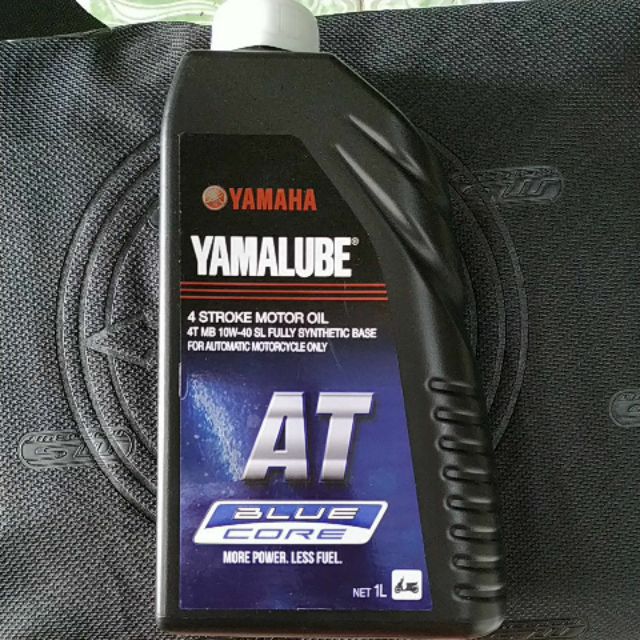 YAMAHA
YAMALUBE®
4 STROKE MOTOR OIL
4T MB 10W-40 SL FULLY SYNTHETIC BASE
FOR AUTOMATIC MOTORCYCLE ONLY
AT
BLUE
CORE
MORE POWER. LESS FUEL.
NET 1L